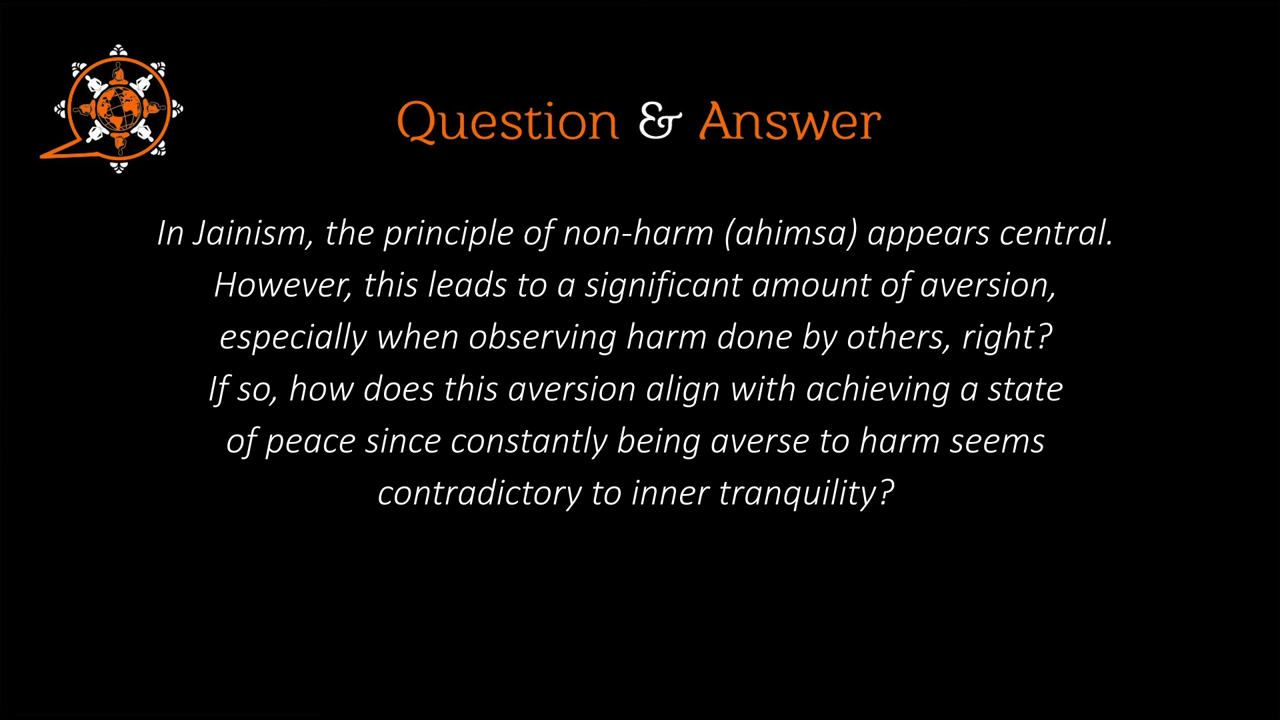 Question & Answer
In Jainism, the principle of non-harm (ahimsa) appears central.
However, this leads to a significant amount of aversion,
especially when observing harm done by others, right?
If so, how does this aversion align with achieving a state
of peace since constantly being averse to harm seems
contradictory to inner tranquility?